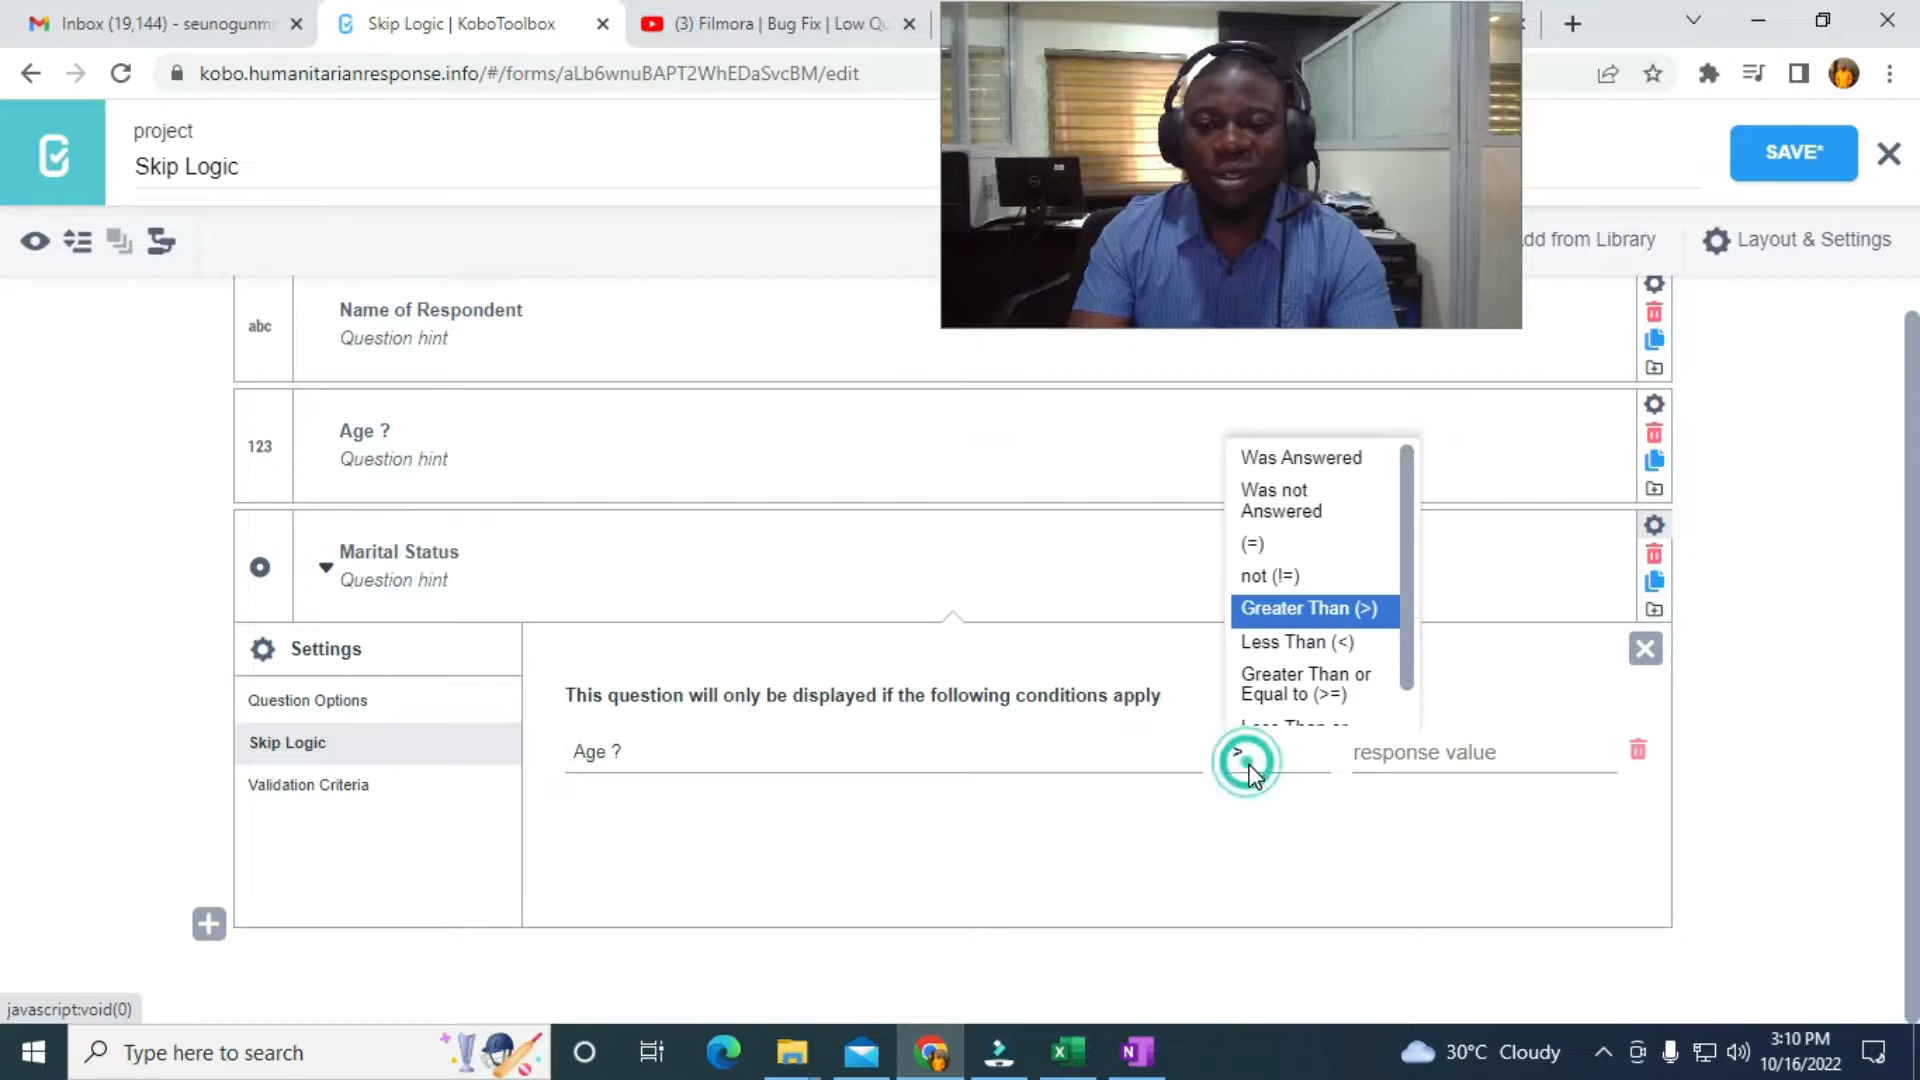 Inbox (19,144) - seunogunmi
Skip Logic | KoboToolbox
(3) Filmora | Bug Fix | Low Qu
kobo.humanitarianresponse.info/#/forms/aLb6wnuBAPT2WhEDaSvcBM/edit
project
Skip Logic
SAVE*
dd from Library
Layout & Settings
abc
Name of Respondent
Question hint
123
Age ?
Question hint
Marital Status
Question hint
Was Answered
Was not
Answered
(=)
not (!=)
Greater Than (>)
Less Than (<)
Greater Than or
Equal to (>=)
Less Than or
Settings
Question Options
Skip Logic
Validation Criteria
This question will only be displayed if the following conditions apply
Age ?
>
response value
javascript:void(0)
Type here to search
30°C Cloudy
3:10 PM
10/16/2022